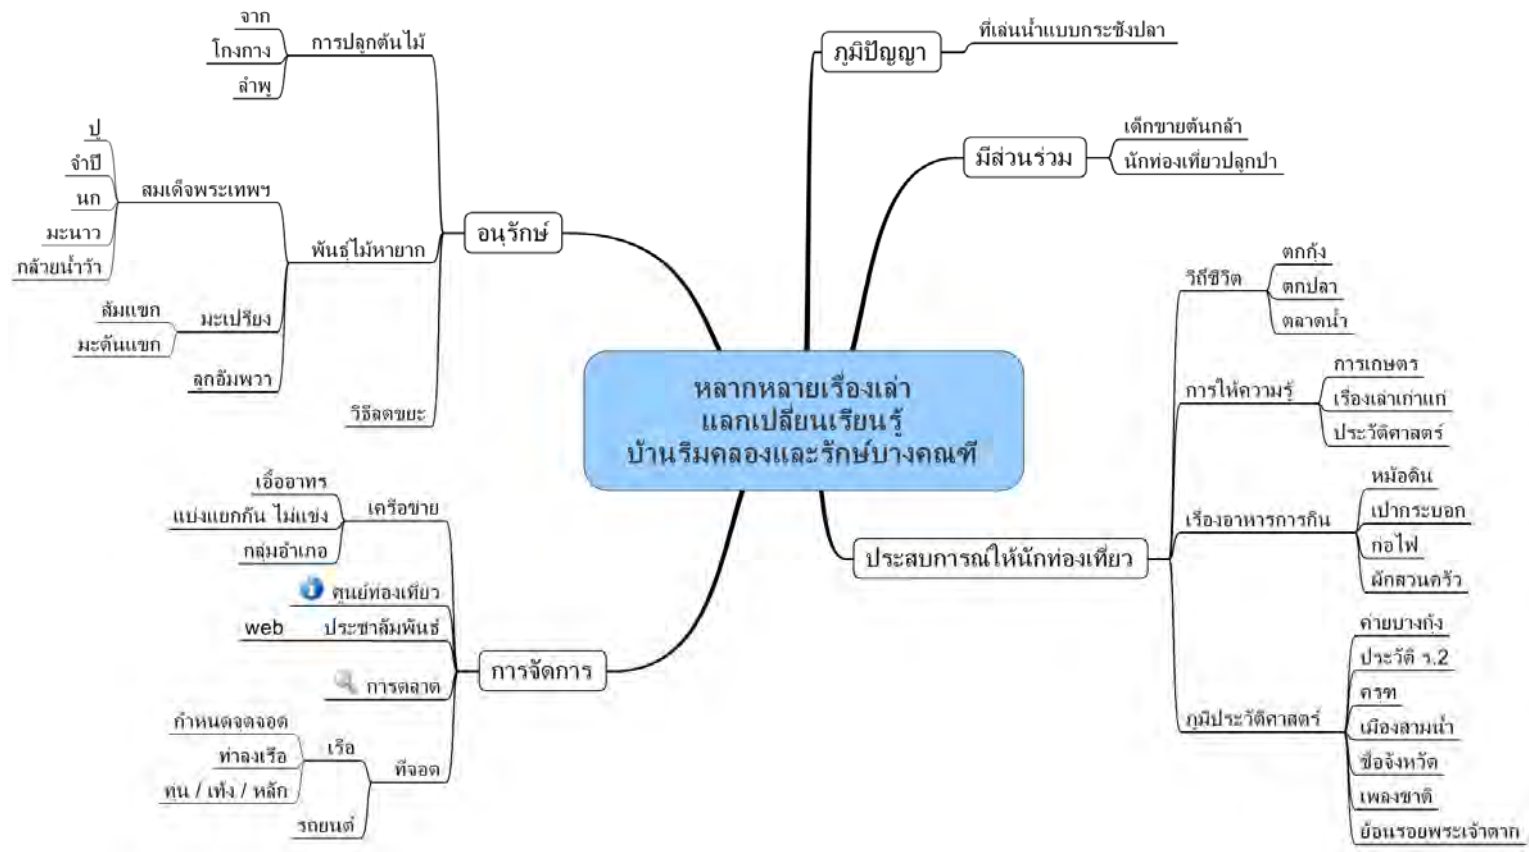 หลากหลายเรื่องเล่า
แลกเปลี่ยนเรียนรู้
บ้านริมคลองและรักษ์บางคณฑี
ภูมิปัญญา
ที่เล่นน้ำแบบกระชังปลา
มีส่วนร่วม
เด็กขายต้นกล้า
นักท่องเที่ยวปลูกป่า
ประสบการณ์ให้นักท่องเที่ยว
วิถีชีวิต
ตกกุ้ง
ตกปลา
ตลาดน้ำ
การให้ความรู้
การเกษตร
เรื่องเล่าเก่าแก่
ประวัติศาสตร์
เรื่องอาหารการกิน
หม้อดิน
เปากระบอก
กอไฟ
ผักสวนครัว
ภูมิประวัติศาสตร์
ค่ายบางกุ้ง
ประวัติ ร.2
ครฑ
เมืองสามน้ำ
ชื่อจังหวัด
เพลงชาติ
ย้อนรอยพระเจ้าตาก
อนุรักษ์
การปลูกต้นไม้
จาก
โกงกาง
ลำพู
พันธุ์ไม้หายาก
สมเด็จพระเทพฯ
ปู
จำปี
นก
มะนาว
กล้วยน้ำว้า
มะเปรียง
ส้มแขก
มะดันแขก
ลูกอัมพวา
วิธีลดขยะ
การจัดการ
เครือข่าย
เอื้ออาทร
แบ่งแยกกัน ไม่แข่ง
กลุ่มอำเภอ
ศูนย์ท่องเที่ยว
ประชาสัมพันธ์
web
การตลาด
ที่จอด
เรือ
กำหนดจุดจอด
ท่าลงเรือ
ทุ่น / เท้ง / หลัก
รถยนต์